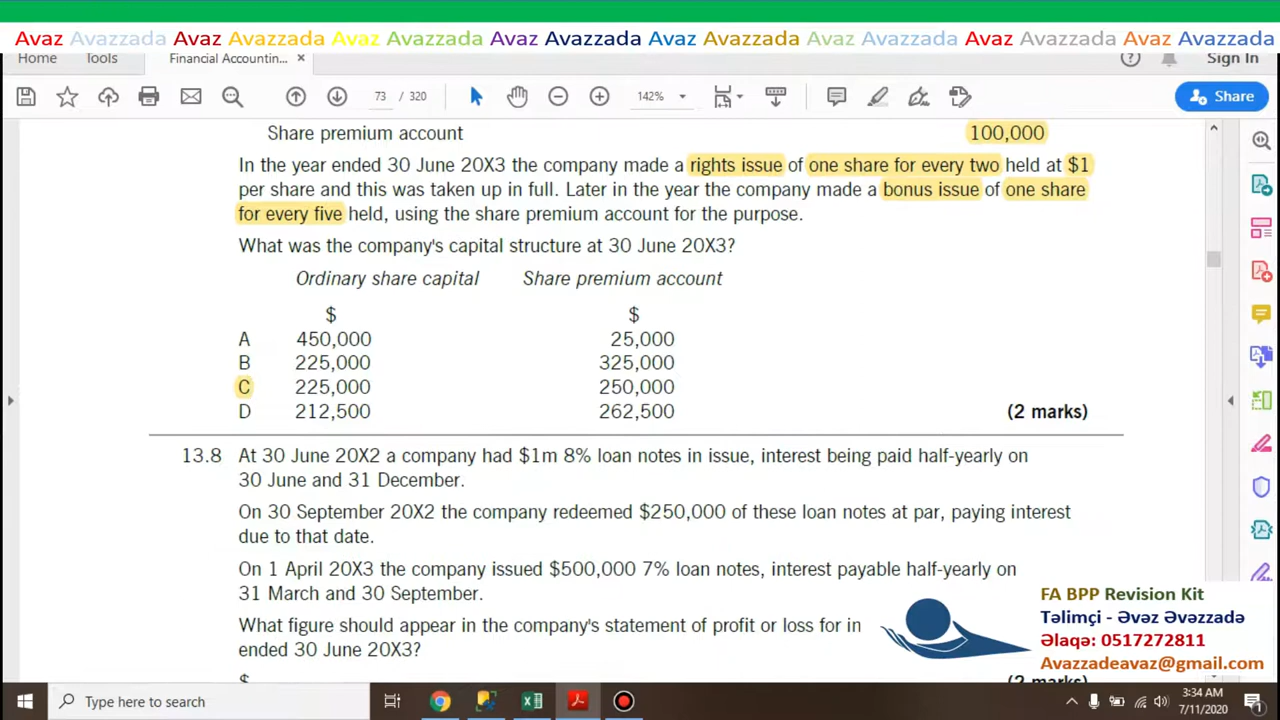 Avaz Avazzada Avaz Avazzada Avaz Avazzada Avaz Avazzada Avaz Avazzada Avaz Avazzada Avaz Avazzada Avaz Avazzada
Home Tools Financial Accountin... × Sign In
73 / 320 142% Share
Share premium account 100,000
In the year ended 30 June 20X3 the company made a rights issue of one share for every two held at $1
per share and this was taken up in full. Later in the year the company made a bonus issue of one share
for every five held, using the share premium account for the purpose.
What was the company's capital structure at 30 June 20X3?
Ordinary share capital Share premium account
$ $
A 450,000 25,000
B 225,000 325,000
C 225,000 250,000
D 212,500 262,500 (2 marks)
13.8 At 30 June 20X2 a company had $1m 8% loan notes in issue, interest being paid half-yearly on
30 June and 31 December.
On 30 September 20X2 the company redeemed $250,000 of these loan notes at par, paying interest
due to that date.
On 1 April 20X3 the company issued $500,000 7% loan notes, interest payable half-yearly on
31 March and 30 September.
What figure should appear in the company's statement of profit or loss for in
ended 30 June 20X3?
$ (2 marks)
FA BPP Revision Kit
Təlimçi - Əvəz Əvəzzadə
Əlaqə: 0517272811
Avazzadeavaz@gmail.com
Type here to search
3:34 AM
7/11/2020